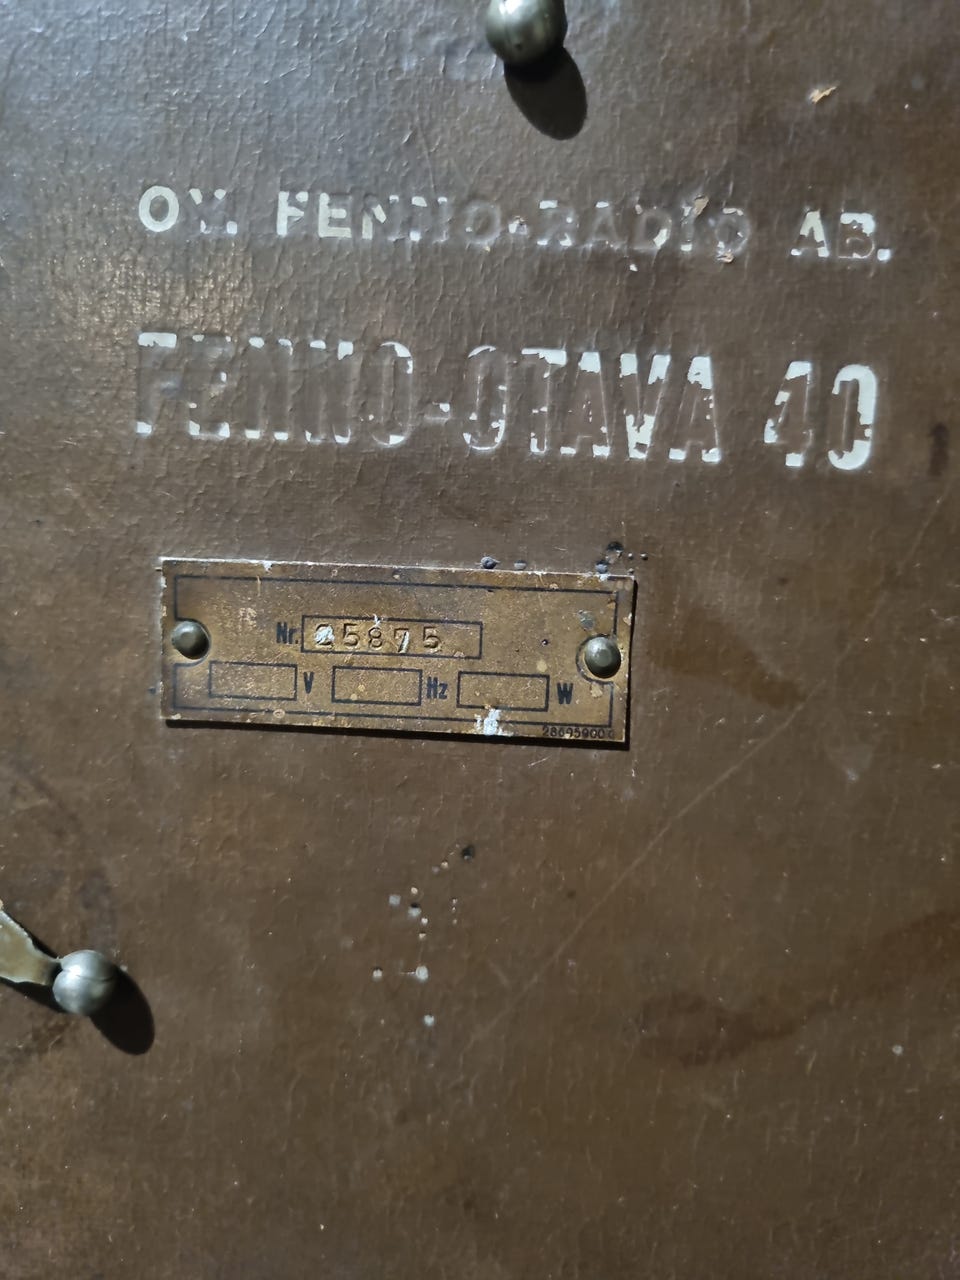 OY. FENNO-RADIO AB.
FENNO-OTAVA 40
Nr. 25875
V Hz W